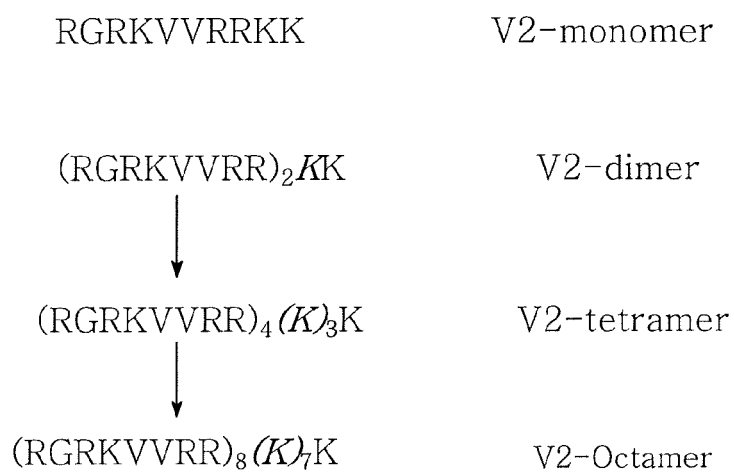 RGRKVVRRKK V2-monomer
(RGRKVVRR)₂KK V2-dimer
(RGRKVVRR)₄(K)₃K V2-tetramer
(RGRKVVRR)₈(K)₇K V2-Octamer